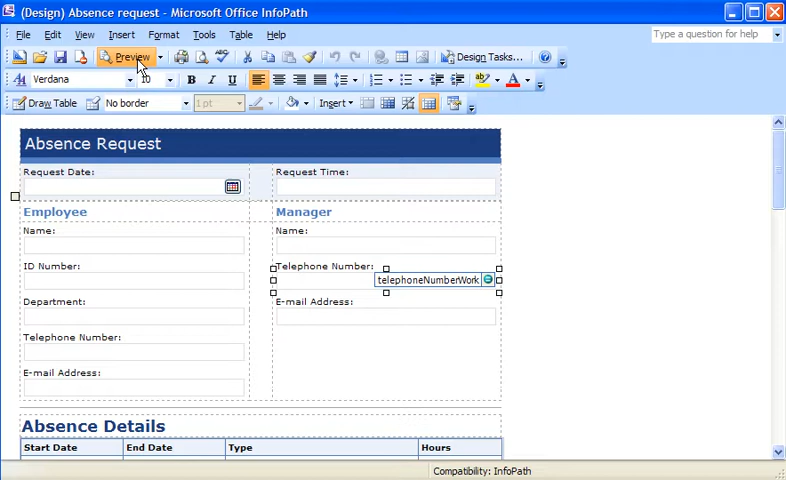 (Design) Absence request - Microsoft Office InfoPath
File Edit View Insert Format Tools Table Help Type a question for help
Preview Design Tasks...
Verdana 10 B I U A
Draw Table No border 1 pt Insert
Absence Request
Request Date: Request Time:
Employee Manager
Name: Name:
ID Number: Telephone Number:
telephoneNumberWork
Department: E-mail Address:
Telephone Number:
E-mail Address:
Absence Details
Start Date End Date Type Hours
Compatibility: InfoPath